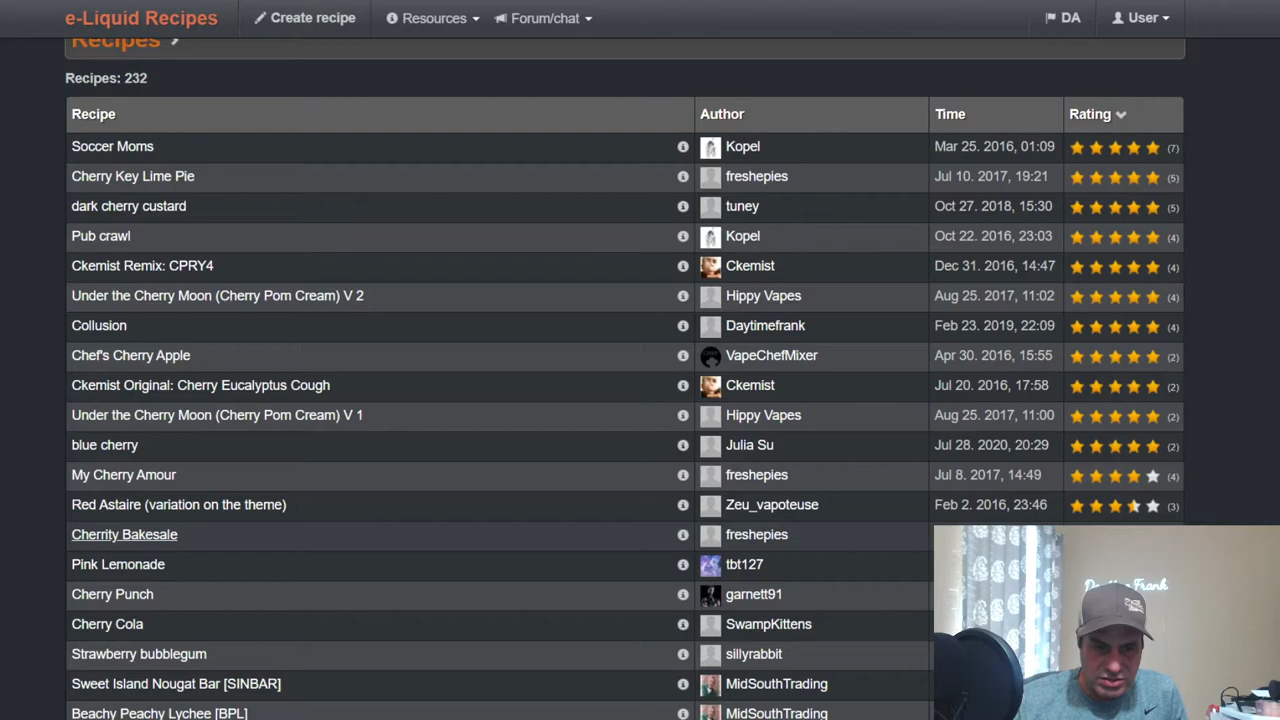 e-Liquid Recipes Create recipe Resources Forum/chat DA User
Recipes
Recipes: 232
Recipe Author Time Rating
Soccer Moms Kopel Mar 25. 2016, 01:09 (7)
Cherry Key Lime Pie freshepies Jul 10. 2017, 19:21 (5)
dark cherry custard tuney Oct 27. 2018, 15:30 (5)
Pub crawl Kopel Oct 22. 2016, 23:03 (4)
Ckemist Remix: CPRY4 Ckemist Dec 31. 2016, 14:47 (4)
Under the Cherry Moon (Cherry Pom Cream) V 2 Hippy Vapes Aug 25. 2017, 11:02 (4)
Collusion Daytimefrank Feb 23. 2019, 22:09 (4)
Chef's Cherry Apple VapeChefMixer Apr 30. 2016, 15:55 (2)
Ckemist Original: Cherry Eucalyptus Cough Ckemist Jul 20. 2016, 17:58 (2)
Under the Cherry Moon (Cherry Pom Cream) V 1 Hippy Vapes Aug 25. 2017, 11:00 (2)
blue cherry Julia Su Jul 28. 2020, 20:29 (2)
My Cherry Amour freshepies Jul 8. 2017, 14:49 (4)
Red Astaire (variation on the theme) Zeu_vapoteuse Feb 2. 2016, 23:46 (3)
Cherrity Bakesale freshepies
Pink Lemonade tbt127
Cherry Punch garnett91
Cherry Cola SwampKittens
Strawberry bubblegum sillyrabbit
Sweet Island Nougat Bar [SINBAR] MidSouthTrading
Beachy Peachy Lychee [BPL] MidSouthTrading
Frank